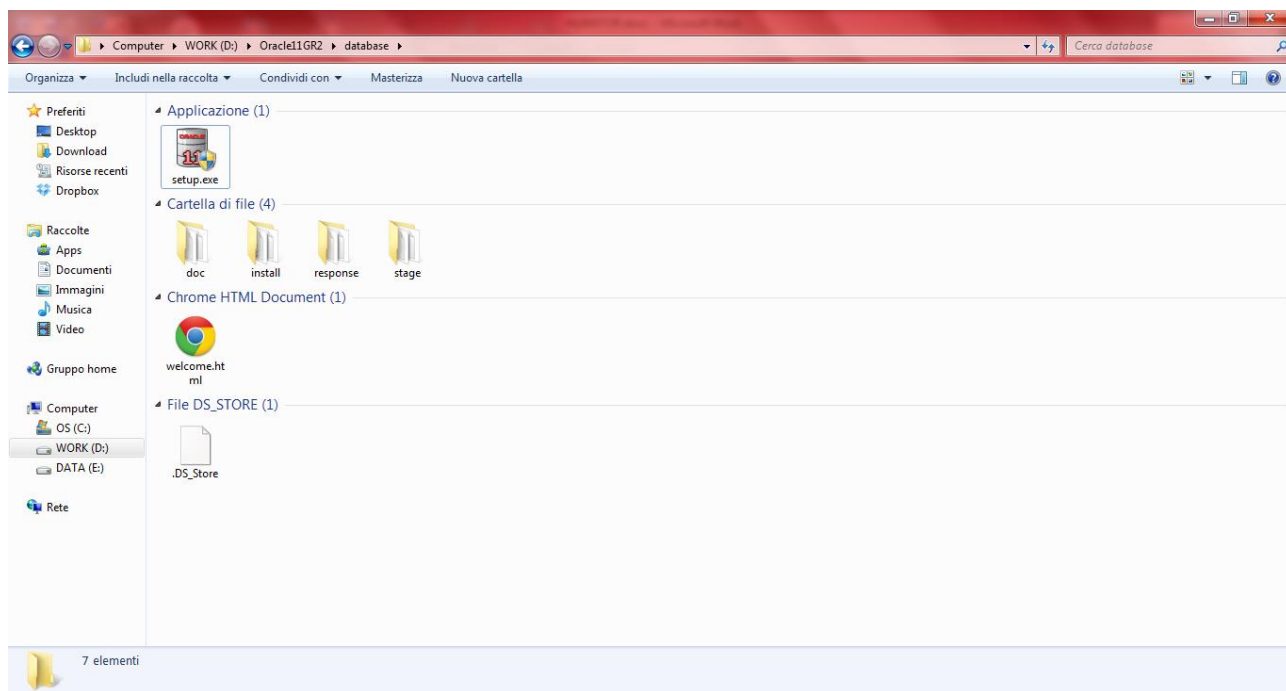 Computer ▸ WORK (D:) ▸ Oracle11GR2 ▸ database ▸
Cerca database
Organizza
Includi nella raccolta
Condividi con
Masterizza
Nuova cartella
Preferiti
Desktop
Download
Risorse recenti
Dropbox
Raccolte
Apps
Documenti
Immagini
Musica
Video
Gruppo home
Computer
OS (C:)
WORK (D:)
DATA (E:)
Rete
Applicazione (1)
ORACLE
11
setup.exe
Cartella di file (4)
doc
install
response
stage
Chrome HTML Document (1)
welcome.ht
ml
File DS_STORE (1)
.DS_Store
7 elementi